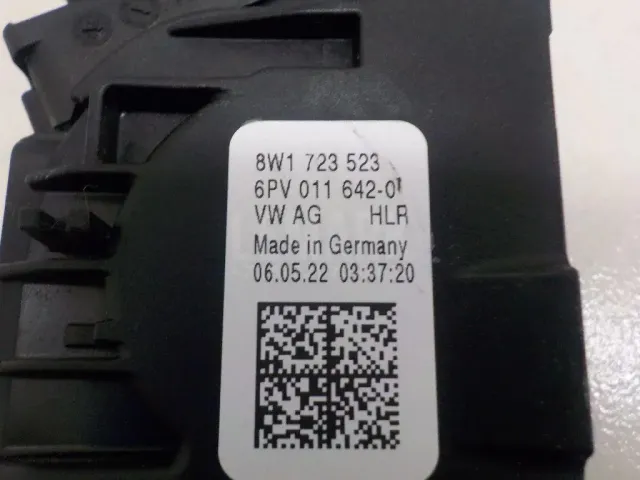 8W1 723 523
6PV 011 642-01
VW AG HLR
Made in Germany
06.05.22 03:37:20